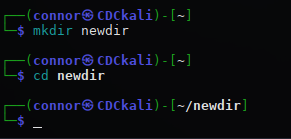 ┌──(connor㉿CDCkali)-[~]
└─$ mkdir newdir
┌──(connor㉿CDCkali)-[~]
└─$ cd newdir
┌──(connor㉿CDCkali)-[~/newdir]
└─$ _